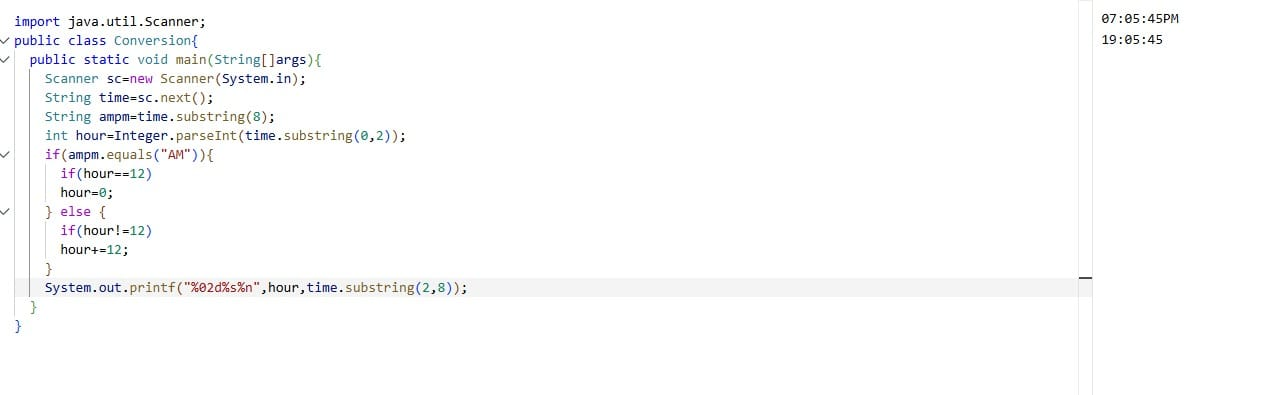 import java.util.Scanner;
public class Conversion{
  public static void main(String[]args){
    Scanner sc=new Scanner(System.in);
    String time=sc.next();
    String ampm=time.substring(8);
    int hour=Integer.parseInt(time.substring(0,2));
    if(ampm.equals("AM")){
      if(hour==12)
      hour=0;
    } else {
      if(hour!=12)
      hour+=12;
    }
    System.out.printf("%02d%s%n",hour,time.substring(2,8));
  }
}
07:05:45PM
19:05:45